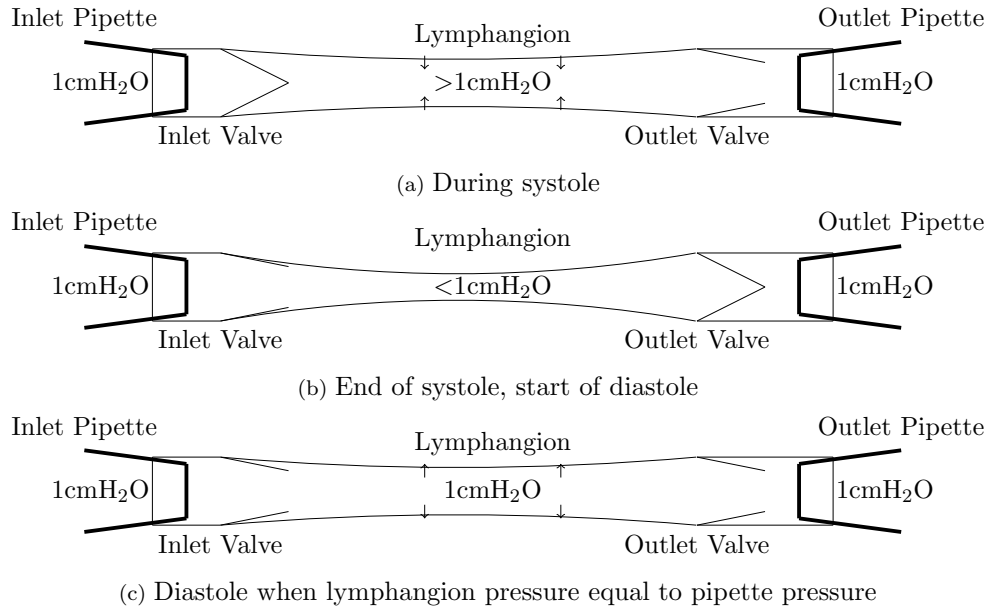 Inlet Pipette Lymphangion Outlet Pipette
1cmH₂O >1cmH₂O 1cmH₂O
Inlet Valve Outlet Valve
(a) During systole
Inlet Pipette Lymphangion Outlet Pipette
1cmH₂O <1cmH₂O 1cmH₂O
Inlet Valve Outlet Valve
(b) End of systole, start of diastole
Inlet Pipette Lymphangion Outlet Pipette
1cmH₂O 1cmH₂O 1cmH₂O
Inlet Valve Outlet Valve
(c) Diastole when lymphangion pressure equal to pipette pressure